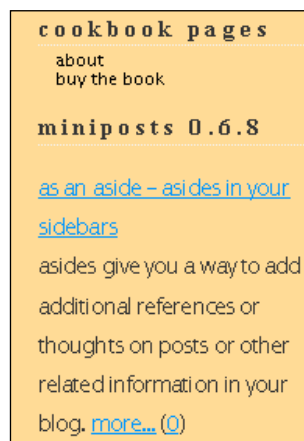 cookbook pages
about
buy the book
miniposts 0.6.8
as an aside – asides in your
sidebars
asides give you a way to add
additional references or
thoughts on posts or other
related information in your
blog. more... (0)